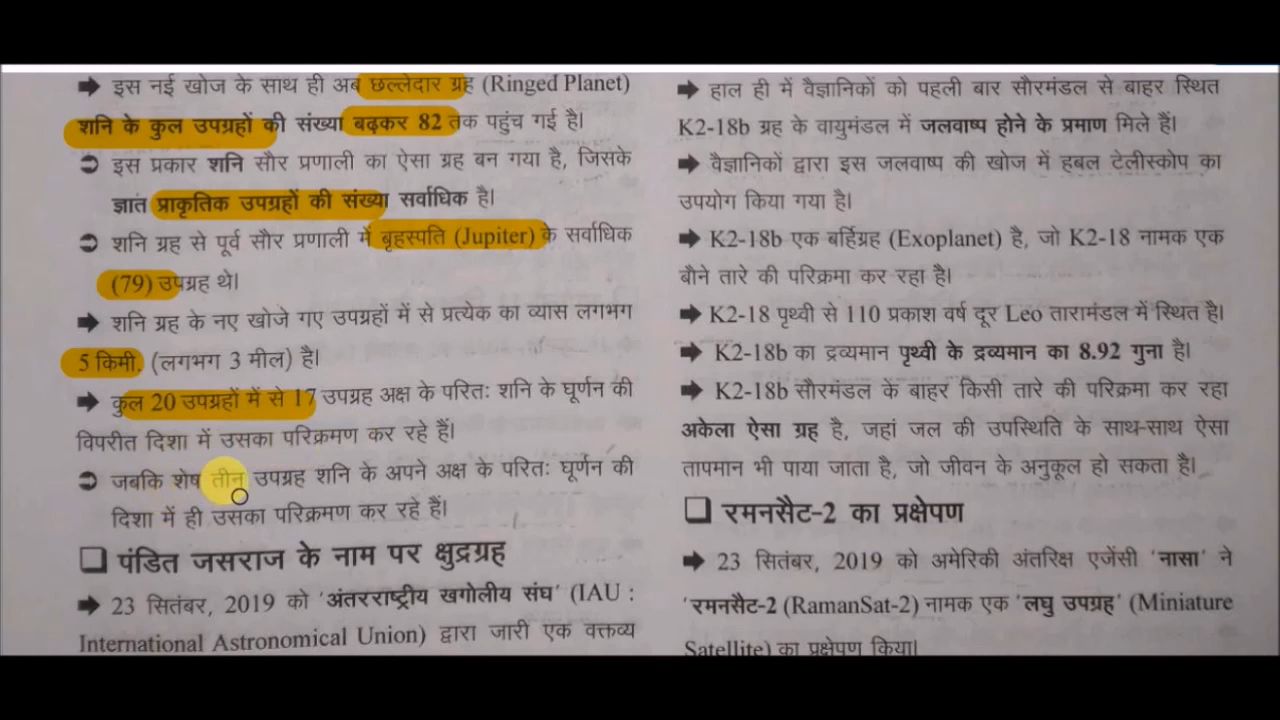 ➡ इस नई खोज के साथ ही अब छल्लेदार ग्रह (Ringed Planet)
शनि के कुल उपग्रहों की संख्या बढ़कर 82 तक पहुंच गई है।
➲ इस प्रकार शनि सौर प्रणाली का ऐसा ग्रह बन गया है, जिसके
ज्ञांत प्राकृतिक उपग्रहों की संख्या सर्वाधिक है।
➲ शनि ग्रह से पूर्व सौर प्रणाली में बृहस्पति (Jupiter) के सर्वाधिक
(79) उपग्रह थे।
➡ शनि ग्रह के नए खोजे गए उपग्रहों में से प्रत्येक का व्यास लगभग
5 किमी. (लगभग 3 मील) है।
➡ कुल 20 उपग्रहों में से 17 उपग्रह अक्ष के परितः शनि के घूर्णन की
विपरीत दिशा में उसका परिक्रमण कर रहे हैं।
➲ जबकि शेष तीन उपग्रह शनि के अपने अक्ष के परितः घूर्णन की
दिशा में ही उसका परिक्रमण कर रहे हैं।
❑ पंडित जसराज के नाम पर क्षुद्रग्रह
➡ 23 सितंबर, 2019 को 'अंतरराष्ट्रीय खगोलीय संघ' (IAU :
International Astronomical Union) द्वारा जारी एक वक्तव्य
➡ हाल ही में वैज्ञानिकों को पहली बार सौरमंडल से बाहर स्थित
K2-18b ग्रह के वायुमंडल में जलवाष्प होने के प्रमाण मिले हैं।
➡ वैज्ञानिकों द्वारा इस जलवाष्प की खोज में हबल टेलीस्कोप का
उपयोग किया गया है।
➡ K2-18b एक बर्हिग्रह (Exoplanet) है, जो K2-18 नामक एक
बौने तारे की परिक्रमा कर रहा है।
➡ K2-18 पृथ्वी से 110 प्रकाश वर्ष दूर Leo तारामंडल में स्थित है।
➡ K2-18b का द्रव्यमान पृथ्वी के द्रव्यमान का 8.92 गुना है।
➡ K2-18b सौरमंडल के बाहर किसी तारे की परिक्रमा कर रहा
अकेला ऐसा ग्रह है, जहां जल की उपस्थिति के साथ-साथ ऐसा
तापमान भी पाया जाता है, जो जीवन के अनुकूल हो सकता है।
❑ रमनसैट-2 का प्रक्षेपण
➡ 23 सितंबर, 2019 को अमेरिकी अंतरिक्ष एजेंसी 'नासा' ने
'रमनसैट-2 (RamanSat-2) नामक एक 'लघु उपग्रह' (Miniature
Satellite) का प्रक्षेपण किया।